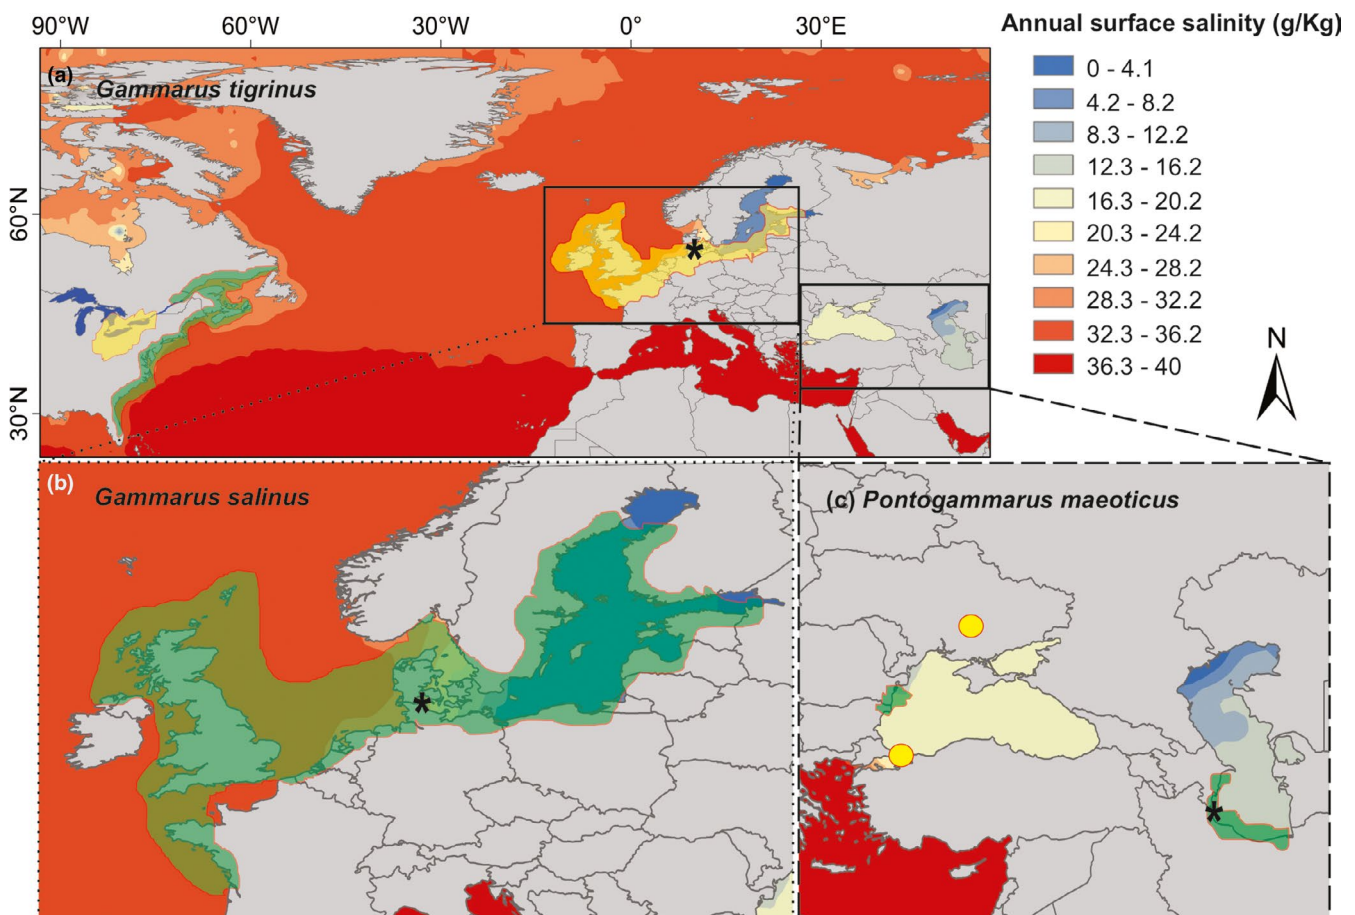 90°W 60°W 30°W 0° 30°E
Annual surface salinity (g/Kg)
0 - 4.1
4.2 - 8.2
8.3 - 12.2
12.3 - 16.2
16.3 - 20.2
20.3 - 24.2
24.3 - 28.2
28.3 - 32.2
32.3 - 36.2
36.3 - 40
N
(a)
Gammarus tigrinus
60°N
30°N
*
(b) Gammarus salinus
*
(c) Pontogammarus maeoticus
*